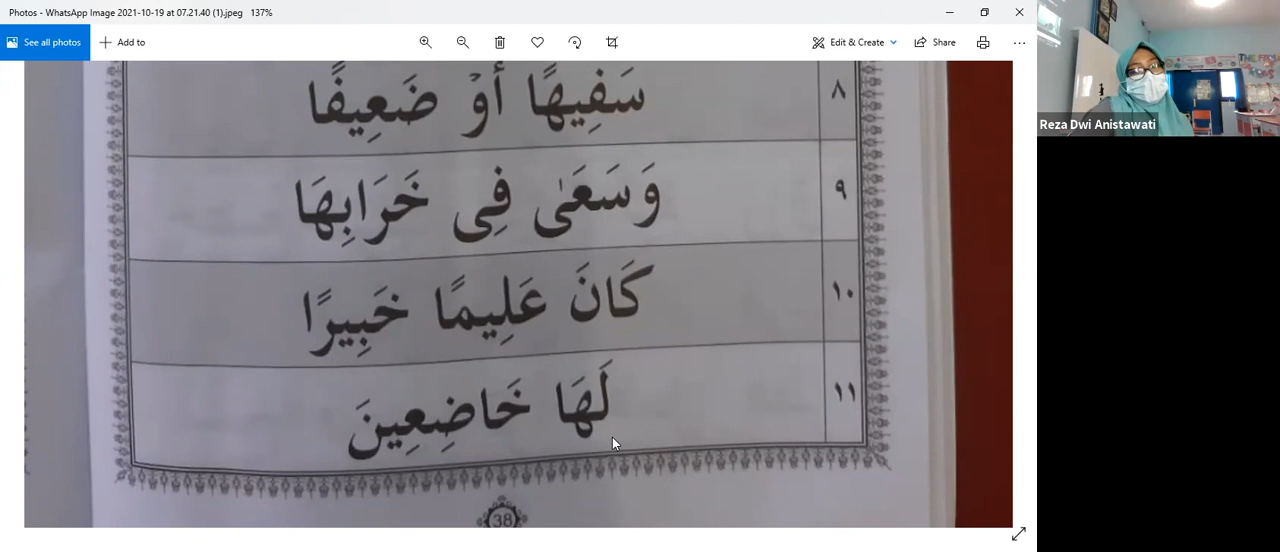 Photos - WhatsApp Image 2021-10-19 at 07.21.40 (1).jpeg 137%
See all photos
Add to
Edit & Create
Share
Reza Dwi Anistawati
٨ سَفِيهًا أَوْ ضَعِيفًا
٩ وَسَعَىٰ فِى خَرَابِهَا
١٠ كَانَ عَلِيمًا خَبِيرًا
١١ لَهَا خَاضِعِينَ
38